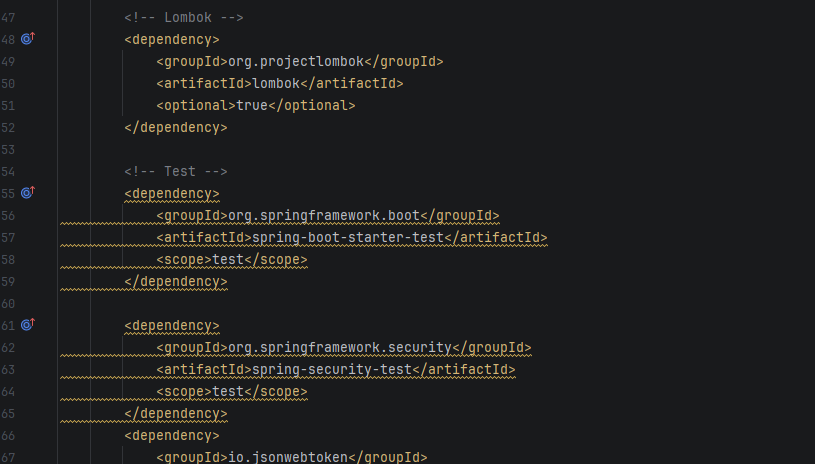 47 <!-- Lombok -->
48 <dependency>
49 <groupId>org.projectlombok</groupId>
50 <artifactId>lombok</artifactId>
51 <optional>true</optional>
52 </dependency>
53
54 <!-- Test -->
55 <dependency>
56 <groupId>org.springframework.boot</groupId>
57 <artifactId>spring-boot-starter-test</artifactId>
58 <scope>test</scope>
59 </dependency>
60
61 <dependency>
62 <groupId>org.springframework.security</groupId>
63 <artifactId>spring-security-test</artifactId>
64 <scope>test</scope>
65 </dependency>
66 <dependency>
67 <groupId>io.jsonwebtoken</groupId>